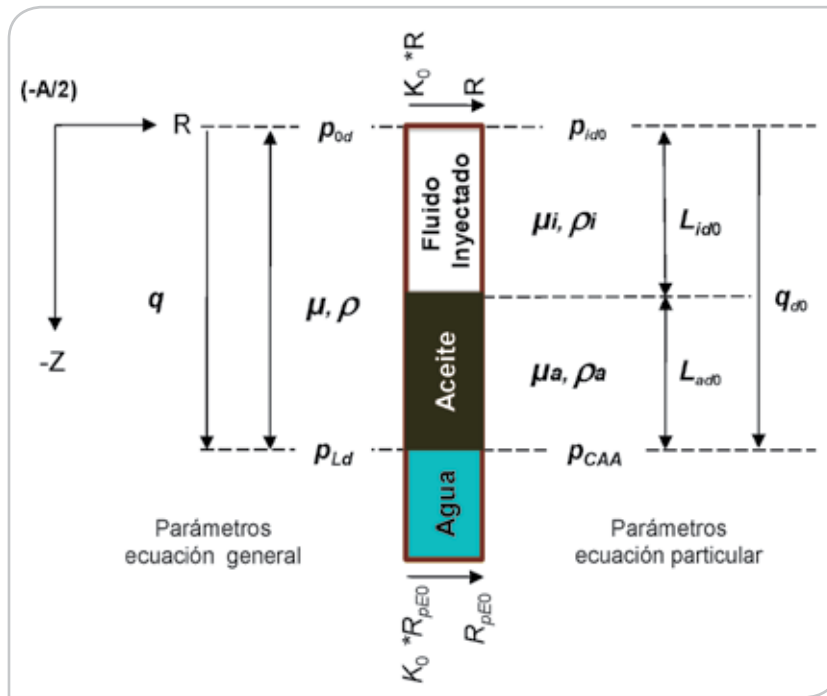 K₀ *R
R
(-A/2)
R
p₀d
pid0
Fluido
Inyectado
μi, ρi
Lid0
q
μ, ρ
qd0
-Z
Aceite
μa, ρa
Lad0
pLd
pCAA
Agua
Parámetros
ecuación general
Parámetros
ecuación particular
K₀ *RpE0
RpE0